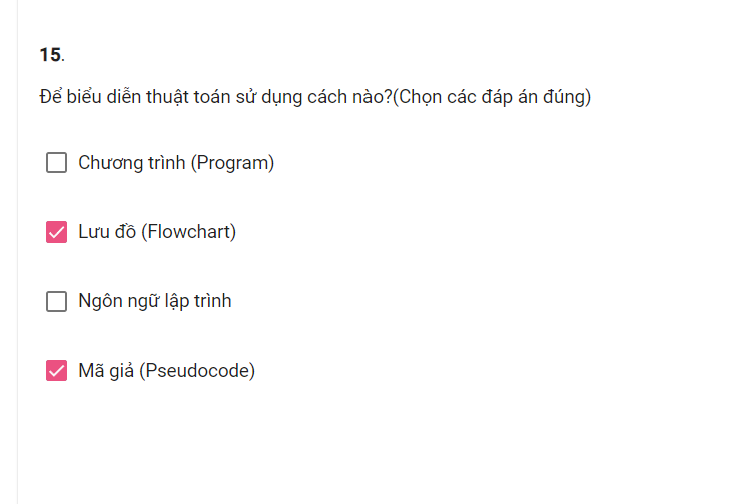 15.
Để biểu diễn thuật toán sử dụng cách nào?(Chọn các đáp án đúng)
Chương trình (Program)
Lưu đồ (Flowchart)
Ngôn ngữ lập trình
Mã giả (Pseudocode)